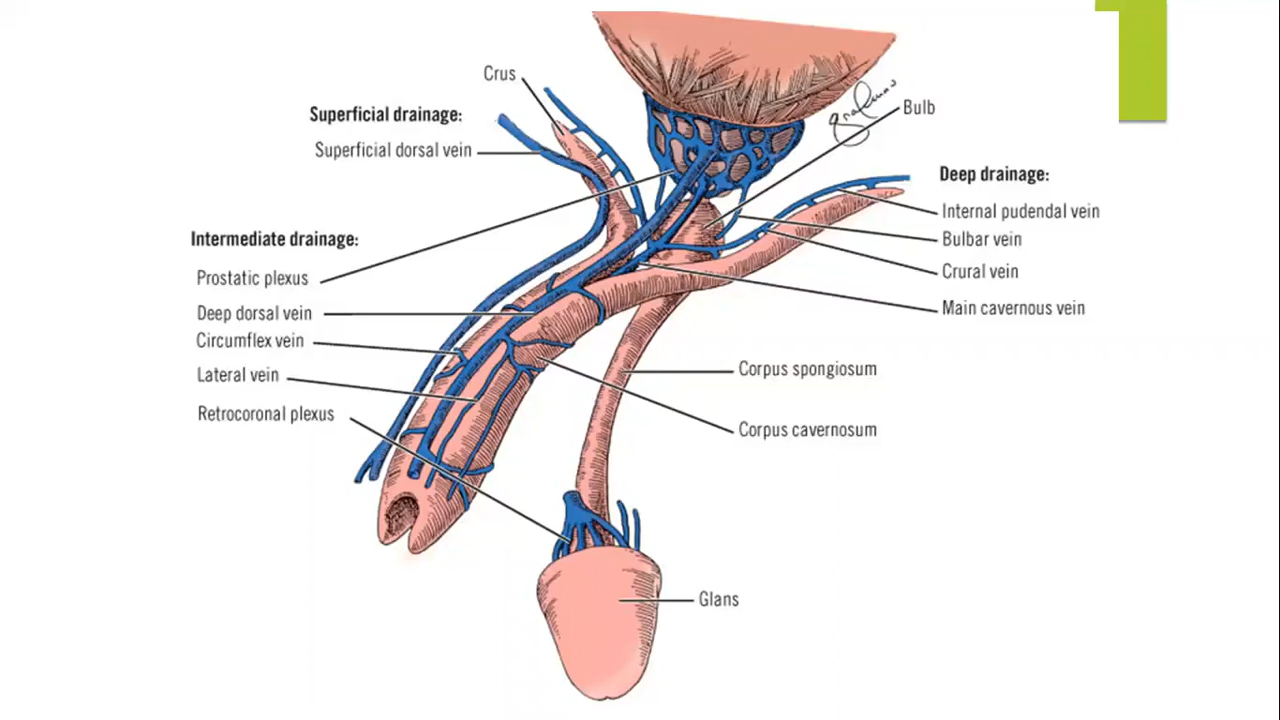 Crus
Superficial drainage:
Superficial dorsal vein
Bulb
Deep drainage:
Internal pudendal vein
Bulbar vein
Crural vein
Main cavernous vein
Intermediate drainage:
Prostatic plexus
Deep dorsal vein
Circumflex vein
Lateral vein
Retrocoronal plexus
Corpus spongiosum
Corpus cavernosum
Glans